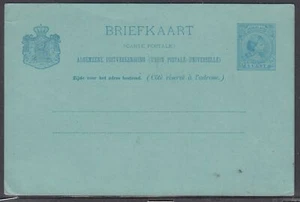 BRIEFKAART
(CARTE POSTALE)
ALGEMEENE POSTVEREENIGING (UNION POSTALE UNIVERSELLE)
Zijde voor het adres bestemd. (Côté réservé à l'adresse.)